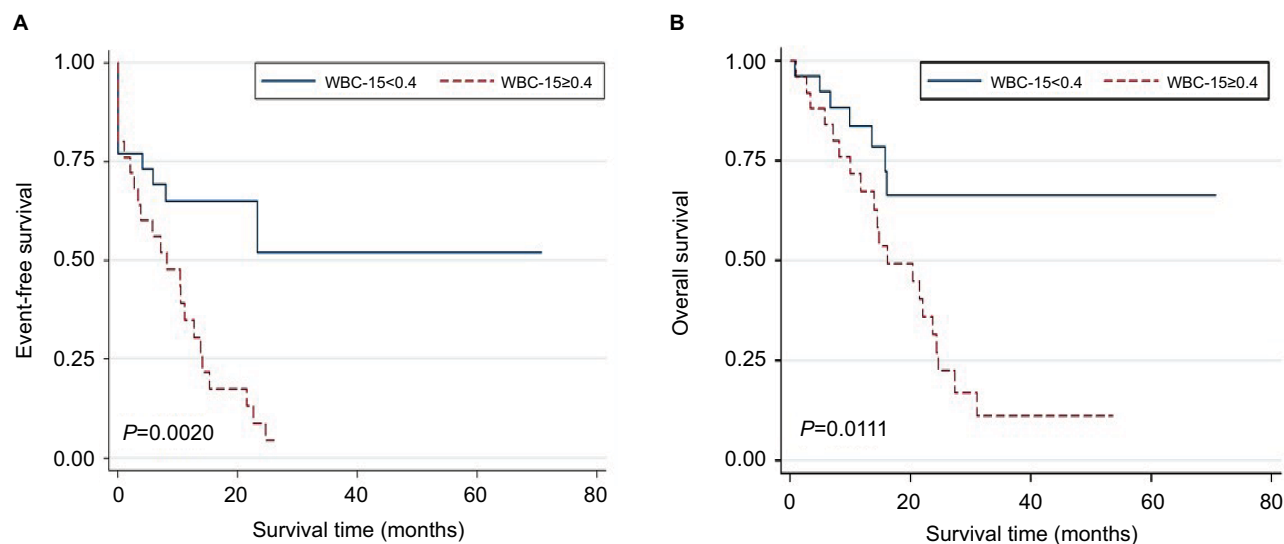 A
WBC-15<0.4 WBC-15≥0.4
1.00
0.75
0.50
0.25
0.00
Event-free survival
P=0.0020
0 20 40 60 80
Survival time (months)
B
WBC-15<0.4 WBC-15≥0.4
1.00
0.75
0.50
0.25
0.00
Overall survival
P=0.0111
0 20 40 60 80
Survival time (months)